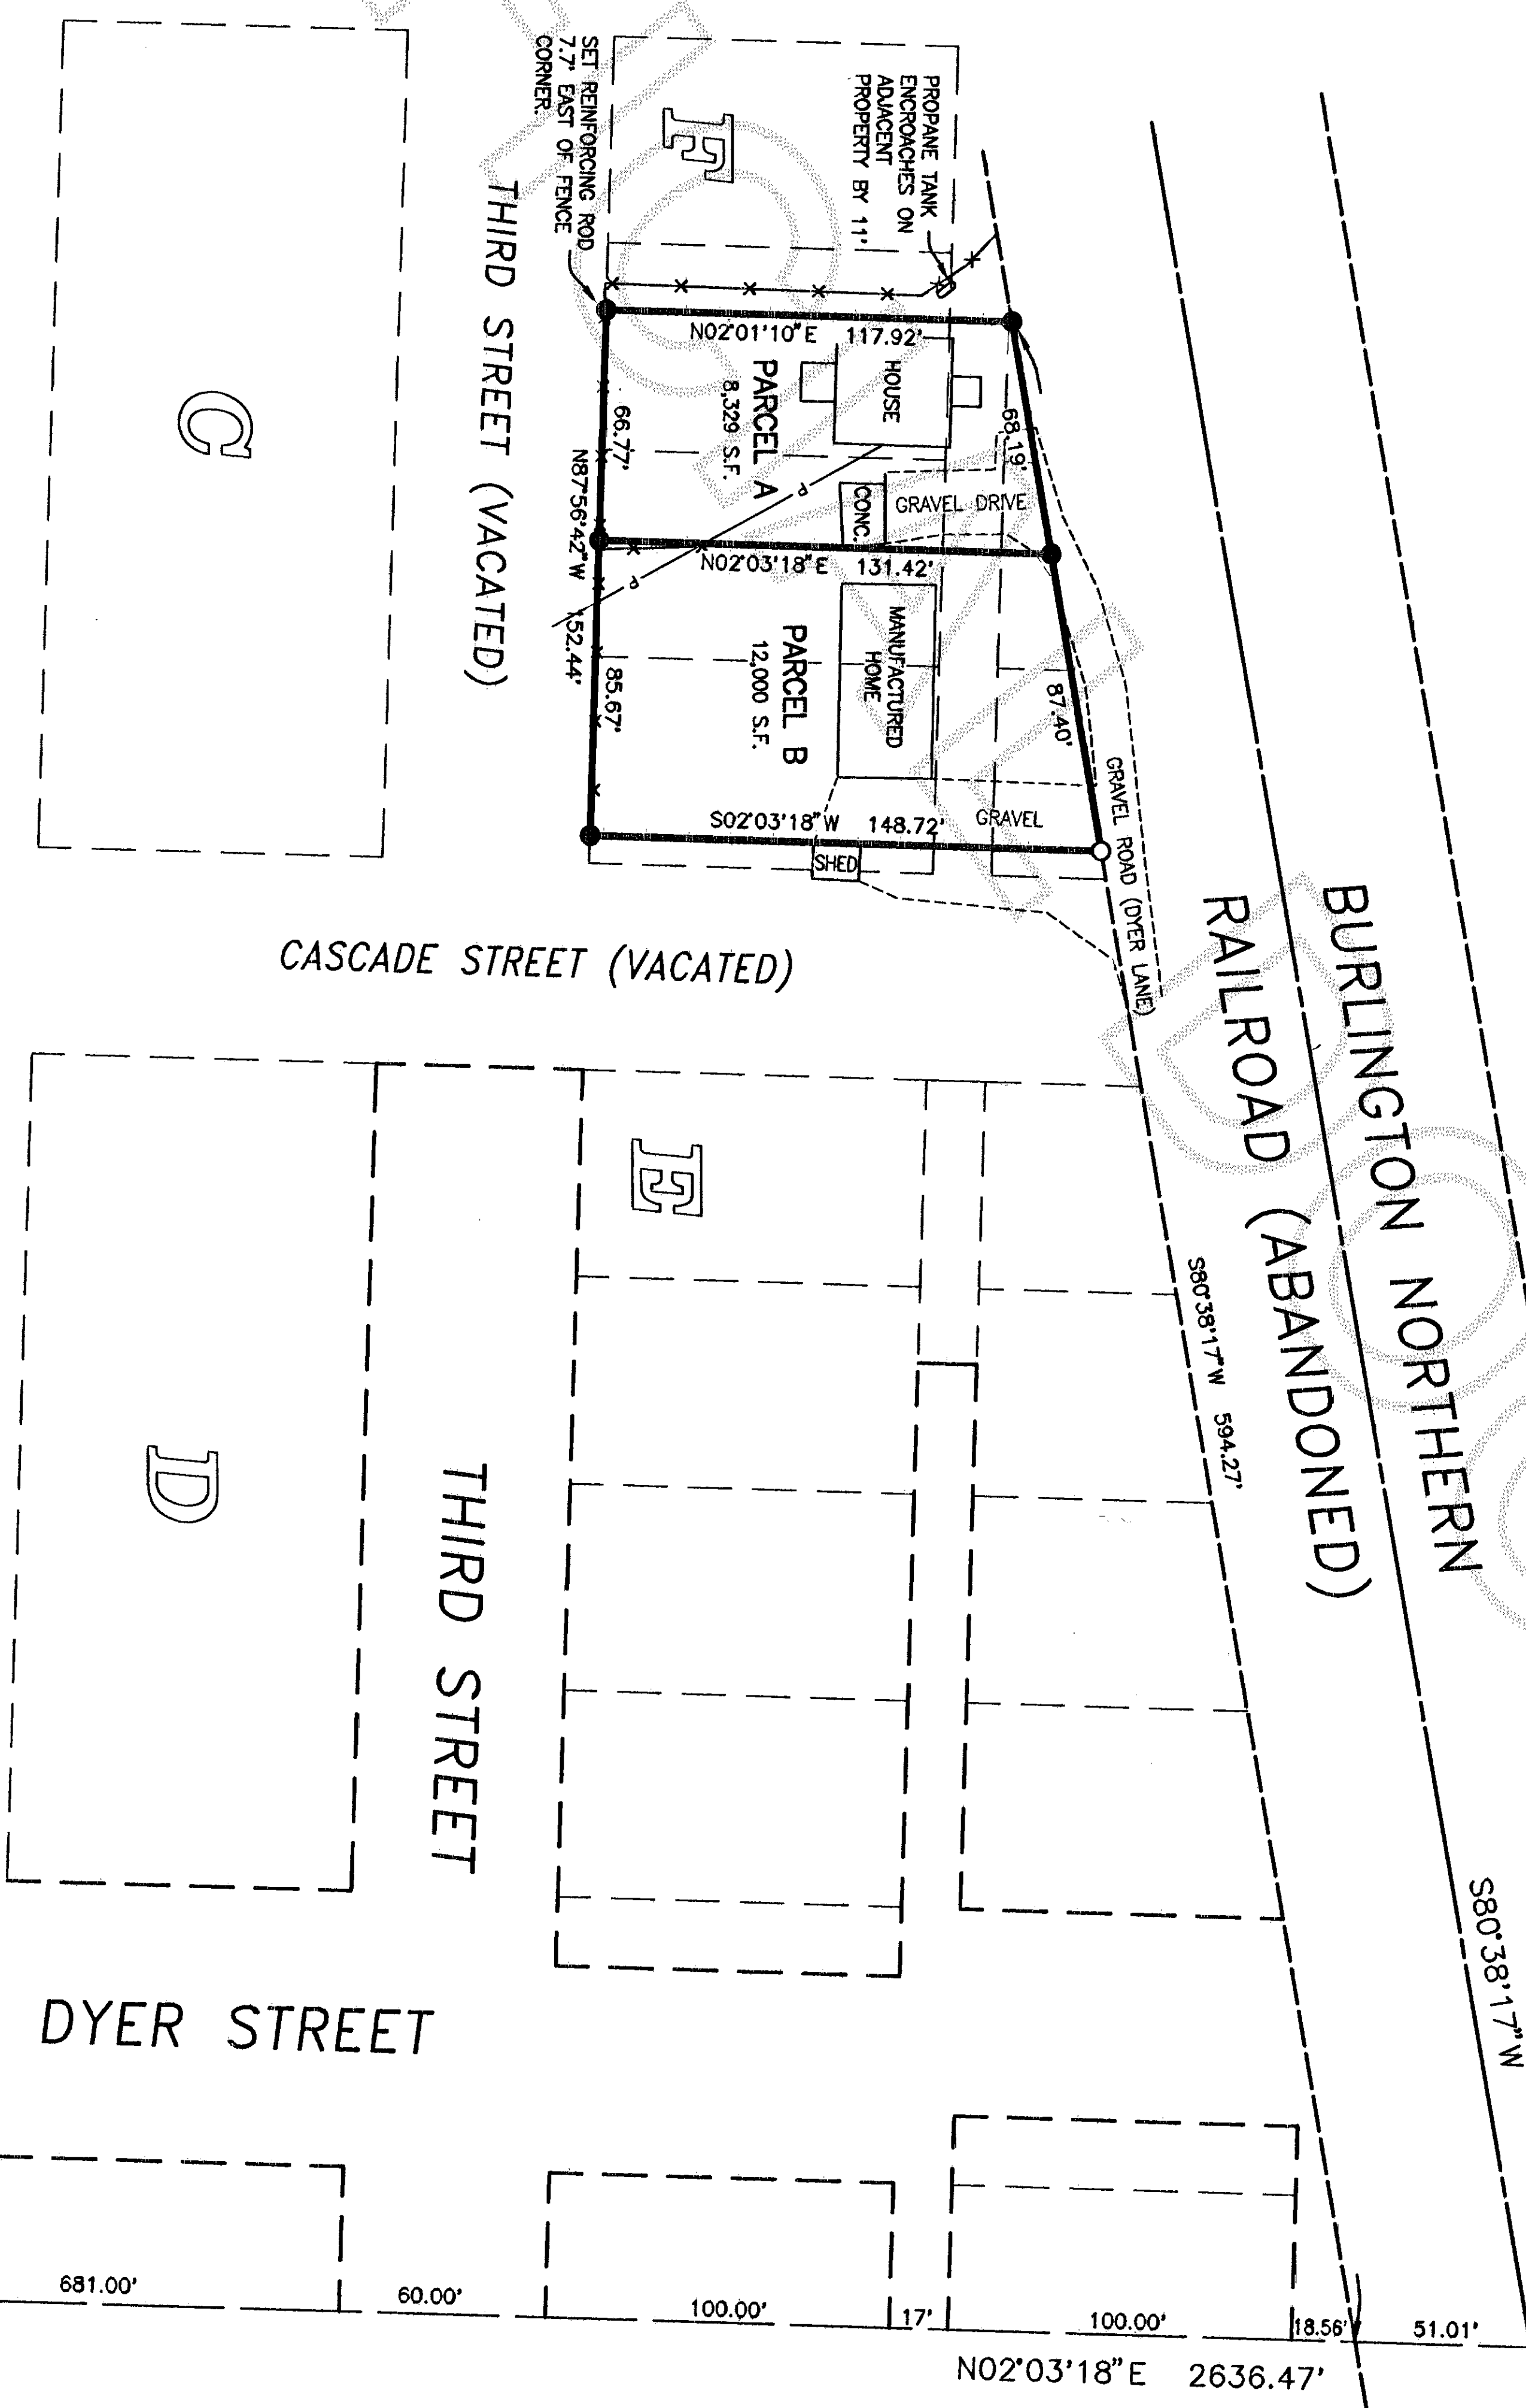 BURLINGTON NORTHERN
RAILROAD (ABANDONED)
S80°38'17"W
S80°38'17"W 594.27'
GRAVEL ROAD (DYER LANE)
PROPANE TANK
ENCROACHES ON
ADJACENT
PROPERTY BY 11'
F
SET REINFORCING ROD
7.7' EAST OF FENCE
CORNER.
N02°01'10"E 117.92'
HOUSE
PARCEL A
8,329 S.F.
68.19'
66.77'
N87°56'42"W 152.44'
GRAVEL DRIVE
CONC.
N02°03'18"E 131.42'
MANUFACTURED
HOME
PARCEL B
12,000 S.F.
87.40'
85.67'
GRAVEL
S02°03'18"W 148.72'
SHED
THIRD STREET (VACATED)
C
CASCADE STREET (VACATED)
E
THIRD STREET
D
DYER STREET
681.00'
60.00'
100.00'
17'
100.00'
18.56'
51.01'
N02°03'18"E 2636.47'